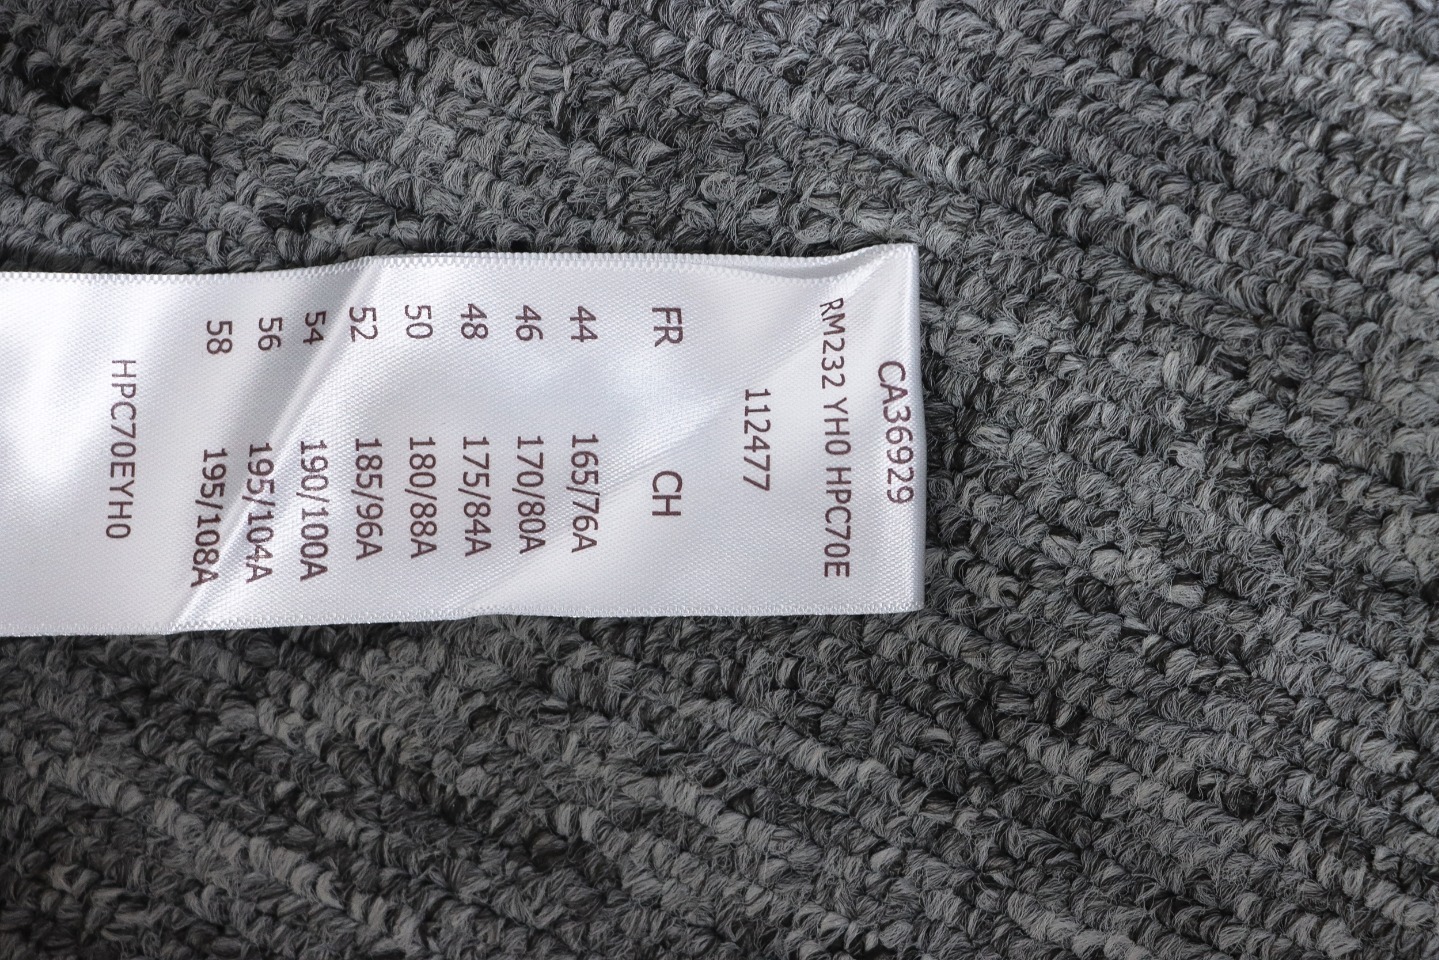 CA36929
RM232 YH0 HPC70E
112477
FR CH
44 165/76A
46 170/80A
48 175/84A
50 180/88A
52 185/96A
54 190/100A
56 195/104A
58 195/108A
HPC70EYH0